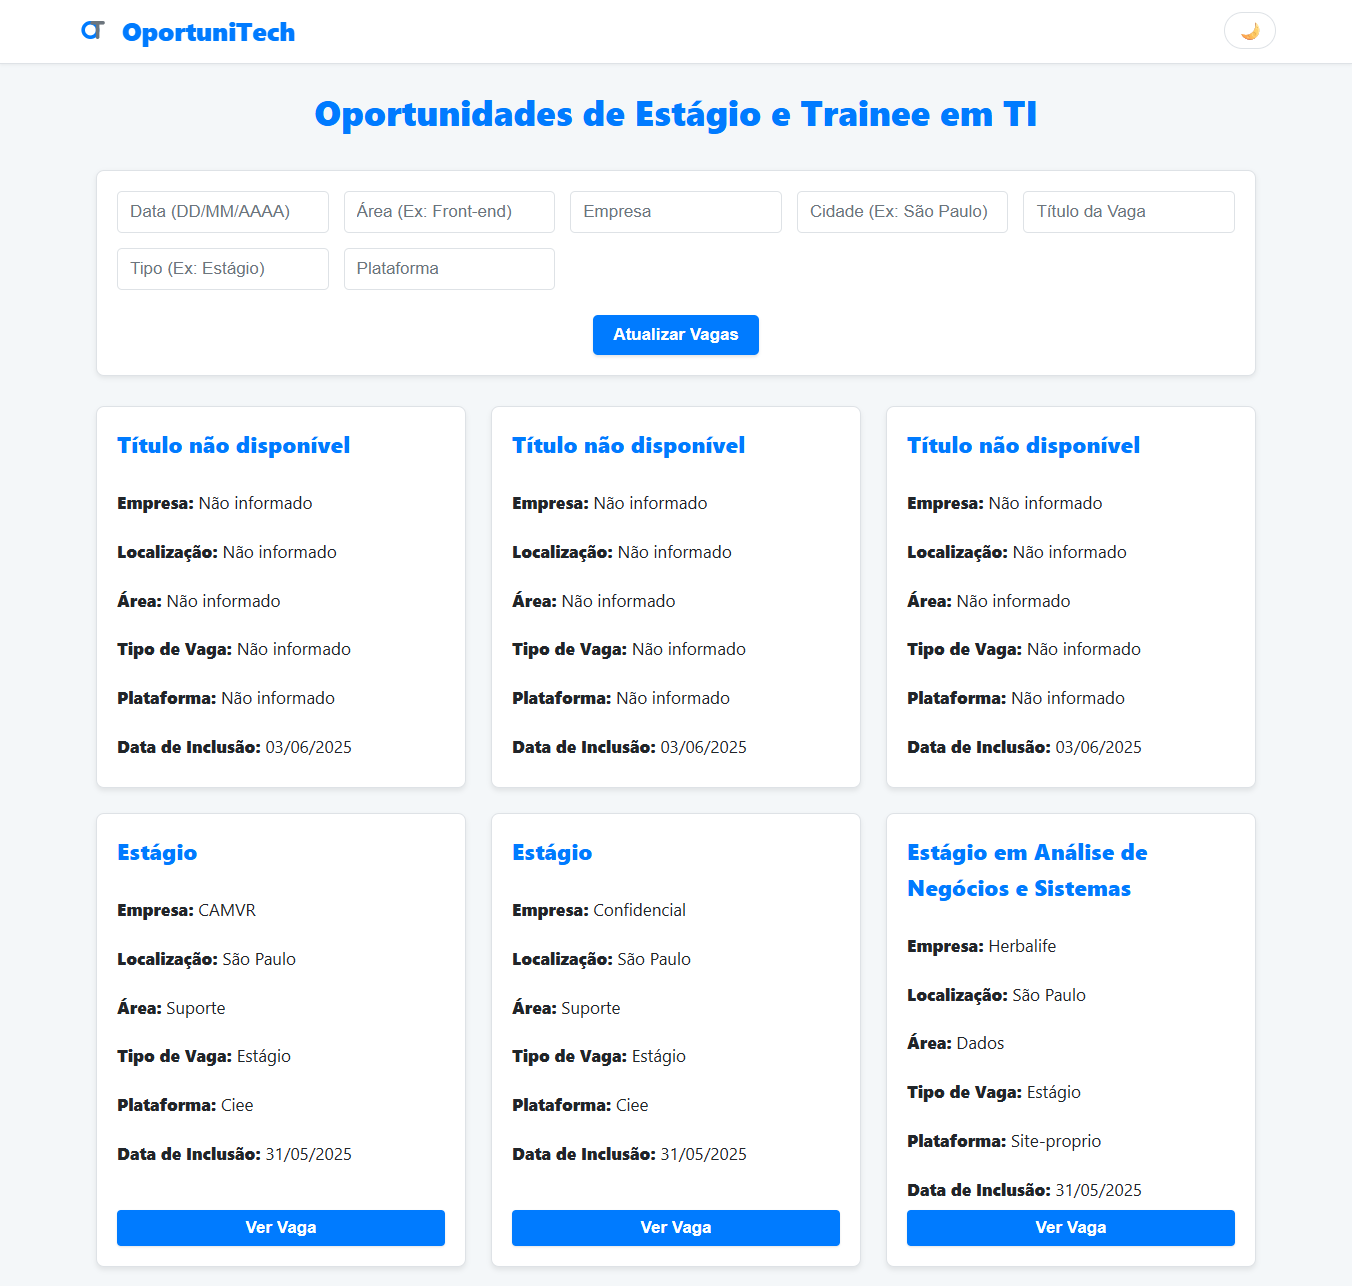 OportuniTech
Oportunidades de Estágio e Trainee em TI
Data (DD/MM/AAAA)
Área (Ex: Front-end)
Empresa
Cidade (Ex: São Paulo)
Título da Vaga
Tipo (Ex: Estágio)
Plataforma
Atualizar Vagas
Título não disponível
Empresa: Não informado
Localização: Não informado
Área: Não informado
Tipo de Vaga: Não informado
Plataforma: Não informado
Data de Inclusão: 03/06/2025
Título não disponível
Empresa: Não informado
Localização: Não informado
Área: Não informado
Tipo de Vaga: Não informado
Plataforma: Não informado
Data de Inclusão: 03/06/2025
Título não disponível
Empresa: Não informado
Localização: Não informado
Área: Não informado
Tipo de Vaga: Não informado
Plataforma: Não informado
Data de Inclusão: 03/06/2025
Estágio
Empresa: CAMVR
Localização: São Paulo
Área: Suporte
Tipo de Vaga: Estágio
Plataforma: Ciee
Data de Inclusão: 31/05/2025
Ver Vaga
Estágio
Empresa: Confidencial
Localização: São Paulo
Área: Suporte
Tipo de Vaga: Estágio
Plataforma: Ciee
Data de Inclusão: 31/05/2025
Ver Vaga
Estágio em Análise de
Negócios e Sistemas
Empresa: Herbalife
Localização: São Paulo
Área: Dados
Tipo de Vaga: Estágio
Plataforma: Site-proprio
Data de Inclusão: 31/05/2025
Ver Vaga